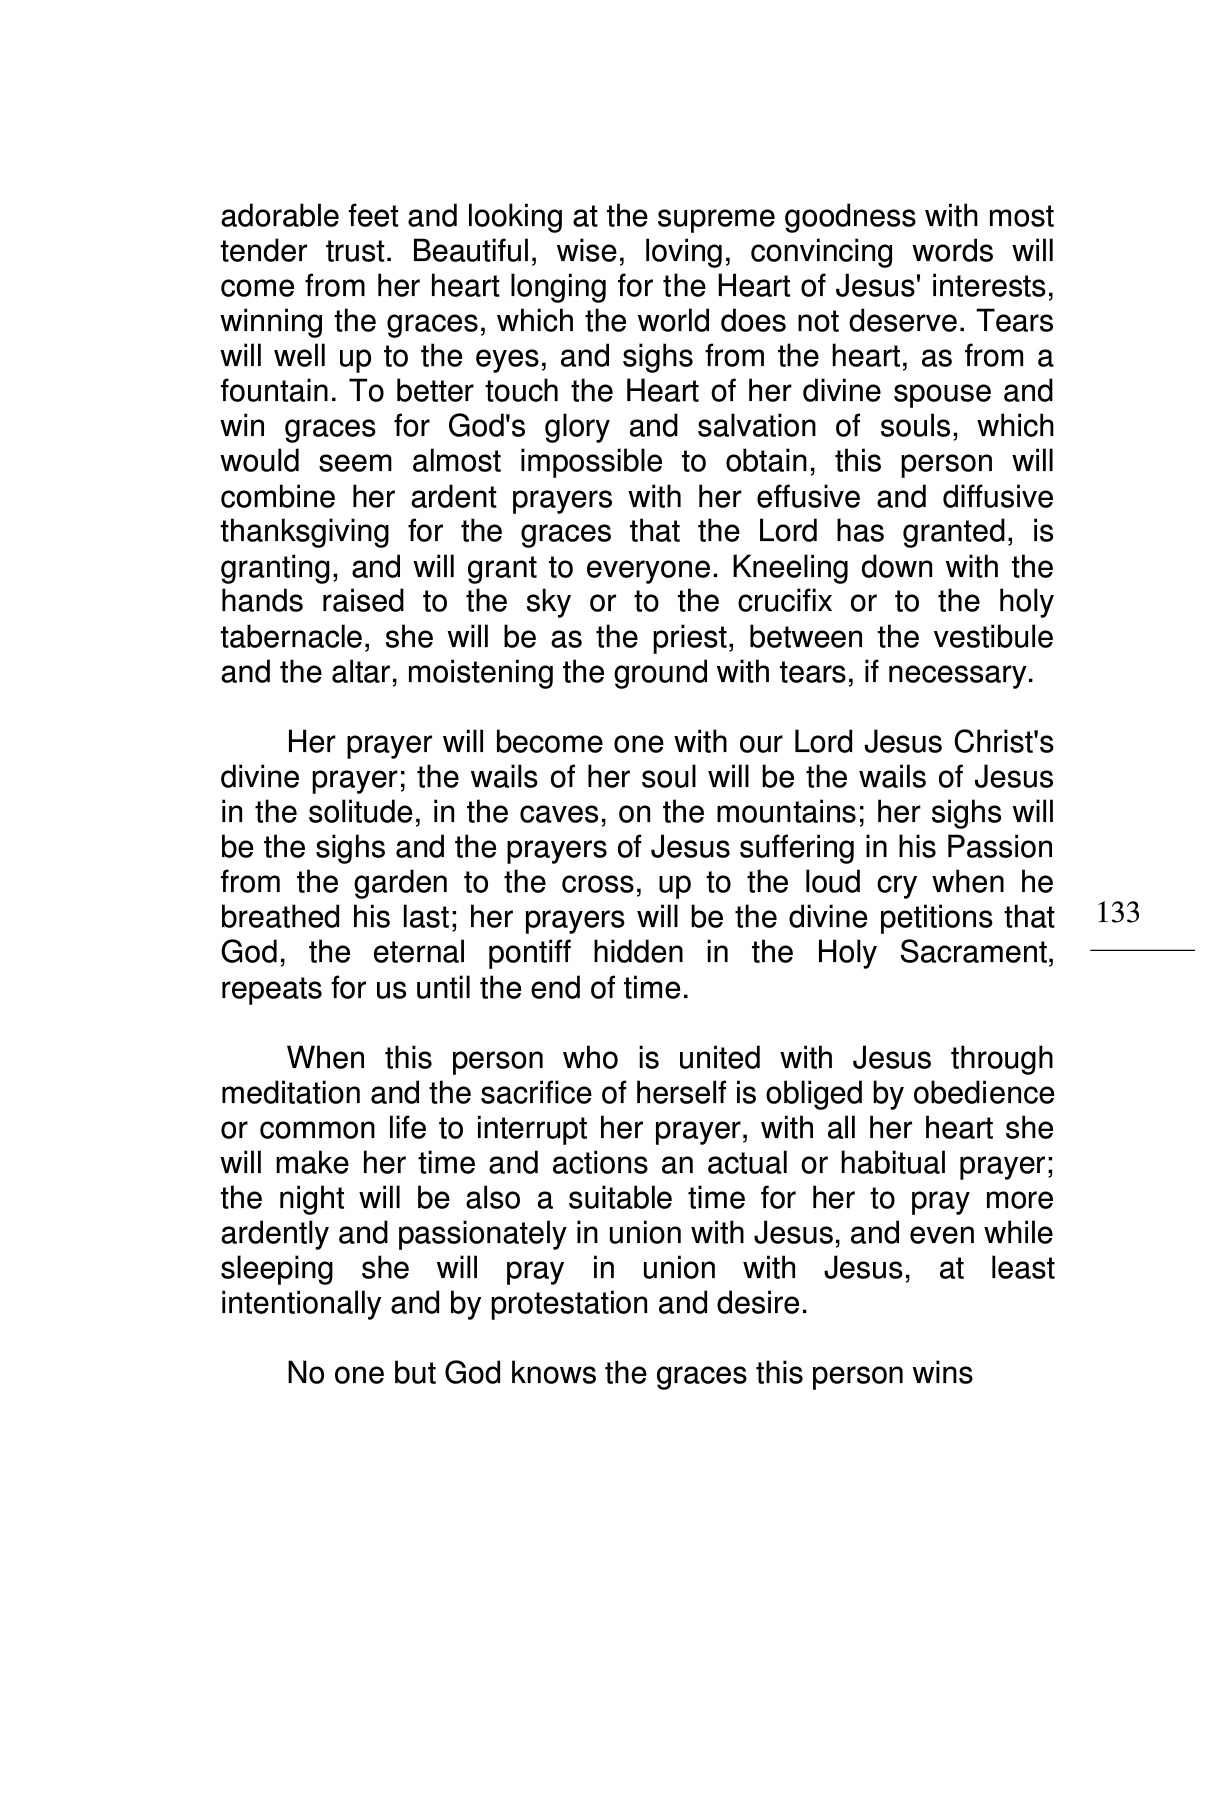 adorable feet and looking at the supreme goodness with most
tender trust. Beautiful, wise, loving, convincing words will
come from her heart longing for the Heart of Jesus' interests,
winning the graces, which the world does not deserve. Tears
will well up to the eyes, and sighs from the heart, as from a
fountain. To better touch the Heart of her divine spouse and
win graces for God's glory and salvation of souls, which
would seem almost impossible to obtain, this person will
combine her ardent prayers with her effusive and diffusive
thanksgiving for the graces that the Lord has granted, is
granting, and will grant to everyone. Kneeling down with the
hands raised to the sky or to the crucifix or to the holy
tabernacle, she will be as the priest, between the vestibule
and the altar, moistening the ground with tears, if necessary.
Her prayer will become one with our Lord Jesus Christ's
divine prayer; the wails of her soul will be the wails of Jesus
in the solitude, in the caves, on the mountains; her sighs will
be the sighs and the prayers of Jesus suffering in his Passion
from the garden to the cross, up to the loud cry when he
breathed his last; her prayers will be the divine petitions that
God, the eternal pontiff hidden in the Holy Sacrament,
repeats for us until the end of time.
When this person who is united with Jesus through
meditation and the sacrifice of herself is obliged by obedience
or common life to interrupt her prayer, with all her heart she
will make her time and actions an actual or habitual prayer;
the night will be also a suitable time for her to pray more
ardently and passionately in union with Jesus, and even while
sleeping she will pray in union with Jesus, at least
intentionally and by protestation and desire.
No one but God knows the graces this person wins
133